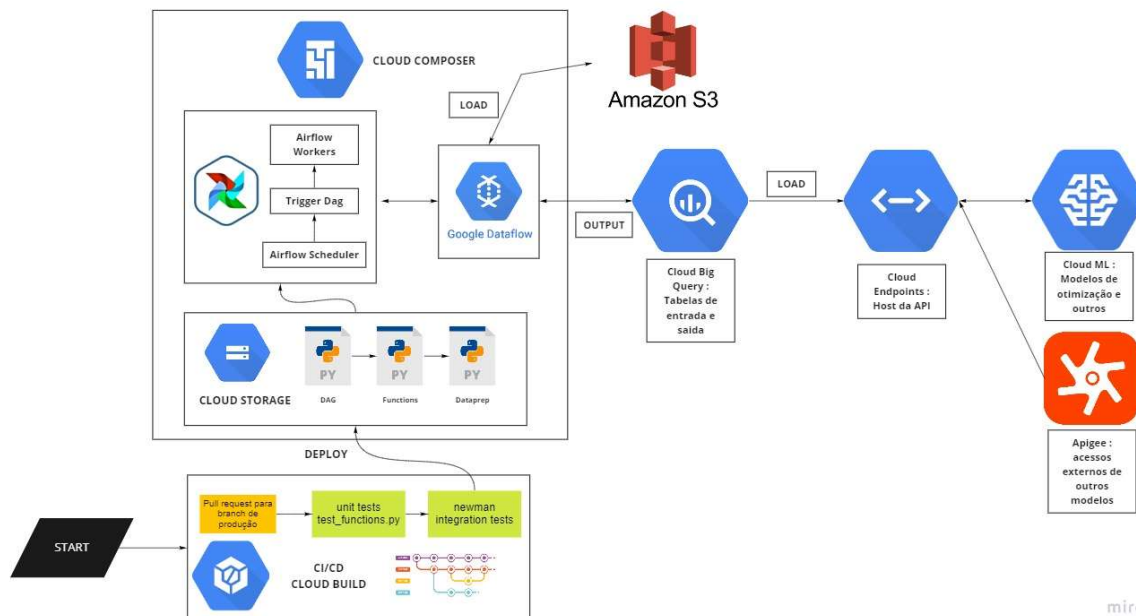 CLOUD COMPOSER
Amazon S3
LOAD
Airflow
Workers
Trigger Dag
Airflow Scheduler
Google Dataflow
OUTPUT
LOAD
Cloud Big
Query :
Tabelas de
entrada e
saída
Cloud
Endpoints :
Host da API
Cloud ML :
Modelos de
otimização e
outros
CLOUD STORAGE
PY
PY
PY
DAG
Functions
Dataprep
Apigee :
acessos
externos de
outros
modelos
DEPLOY
START
Pull request para
branch de
produção
unit tests
test_functions.py
newman
integration tests
CI/CD
CLOUD BUILD